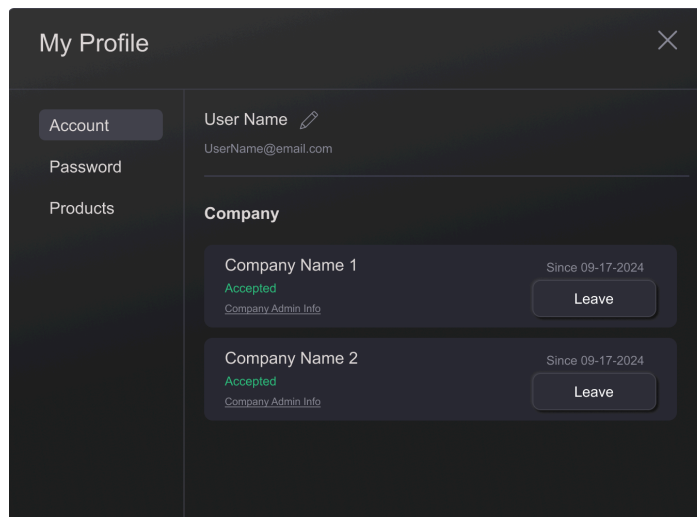 My Profile
Account
Password
Products
User Name
UserName@email.com
Company
Company Name 1
Accepted
Company Admin Info
Since 09-17-2024
Leave
Company Name 2
Accepted
Company Admin Info
Since 09-17-2024
Leave